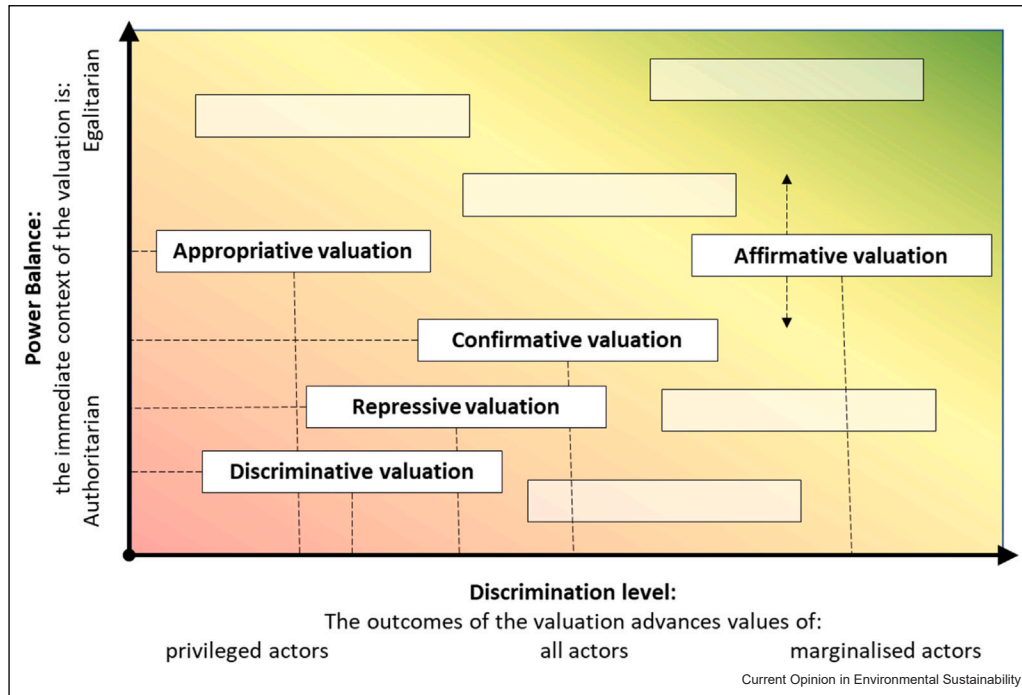 Power Balance:
the immediate context of the valuation is:
Egalitarian
Authoritarian
Appropriative valuation
Affirmative valuation
Confirmative valuation
Repressive valuation
Discriminative valuation
Discrimination level:
The outcomes of the valuation advances values of:
privileged actors all actors marginalised actors
Current Opinion in Environmental Sustainability